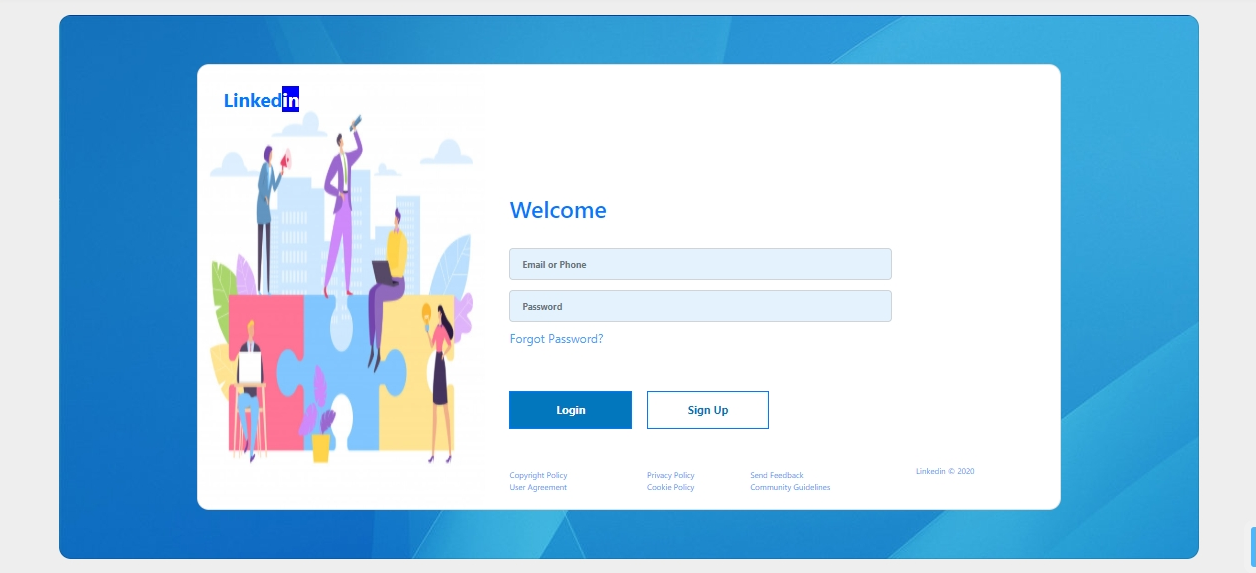 Linkedin
Welcome
Email or Phone
Password
Forgot Password?
Login
Sign Up
Copyright Policy
Privacy Policy
Send Feedback
Linkedin © 2020
User Agreement
Cookie Policy
Community Guidelines